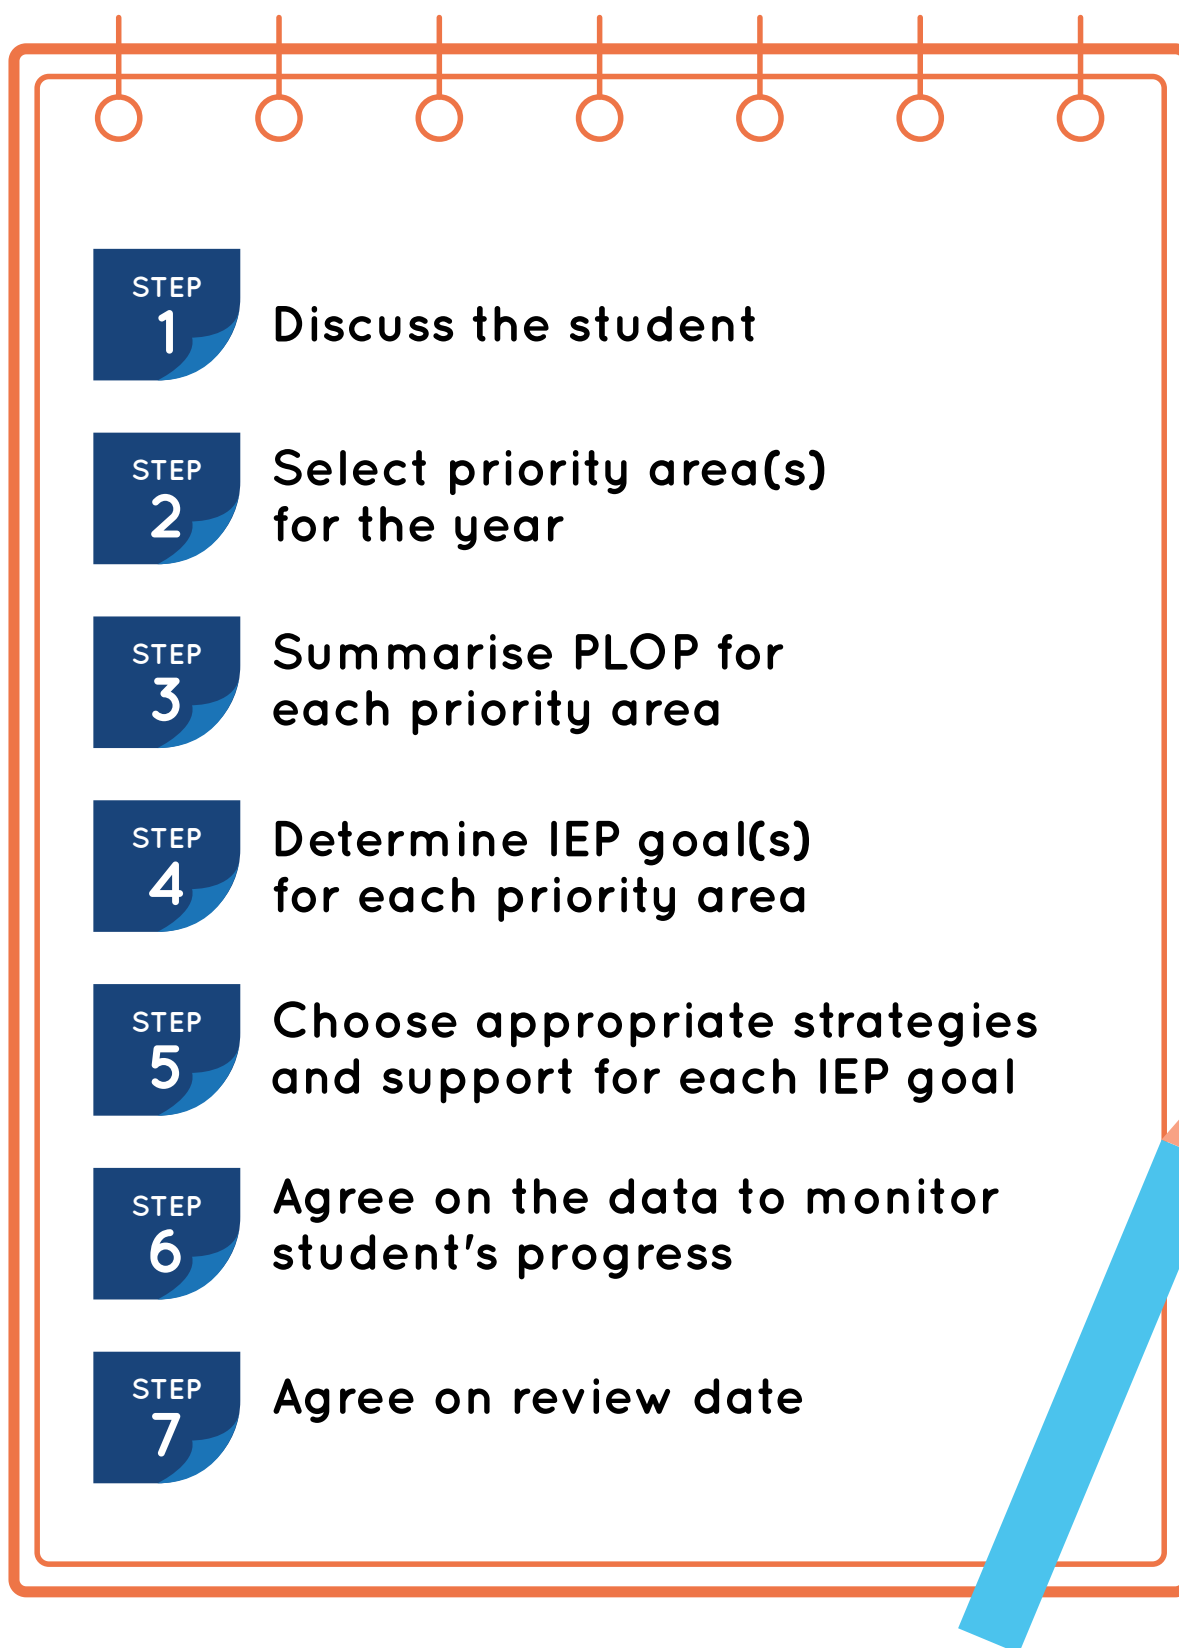 STEP
1
Discuss the student
STEP
2
Select priority area(s)
for the year
STEP
3
Summarise PLOP for
each priority area
STEP
4
Determine IEP goal(s)
for each priority area
STEP
5
Choose appropriate strategies
and support for each IEP goal
STEP
6
Agree on the data to monitor
student's progress
STEP
7
Agree on review date